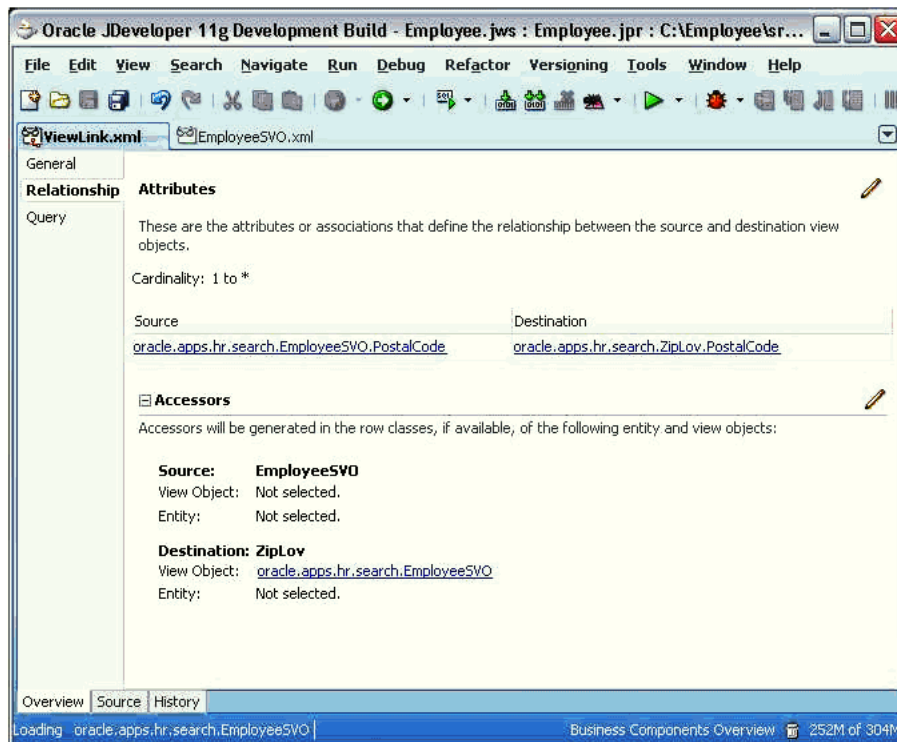 Oracle JDeveloper 11g Development Build - Employee.jws : Employee.jpr : C:\Employee\sr...
File Edit View Search Navigate Run Debug Refactor Versioning Tools Window Help
ViewLink.xml EmployeeSVO.xml
General
Relationship
Query
Attributes
These are the attributes or associations that define the relationship between the source and destination view
objects.
Cardinality: 1 to *
Source Destination
oracle.apps.hr.search.EmployeeSVO.PostalCode oracle.apps.hr.search.ZipLov.PostalCode
Accessors
Accessors will be generated in the row classes, if available, of the following entity and view objects:
Source: EmployeeSVO
View Object: Not selected.
Entity: Not selected.
Destination: ZipLov
View Object: oracle.apps.hr.search.EmployeeSVO
Entity: Not selected.
Overview Source History
Loading oracle.apps.hr.search.EmployeeSVO Business Components Overview 252M of 304M